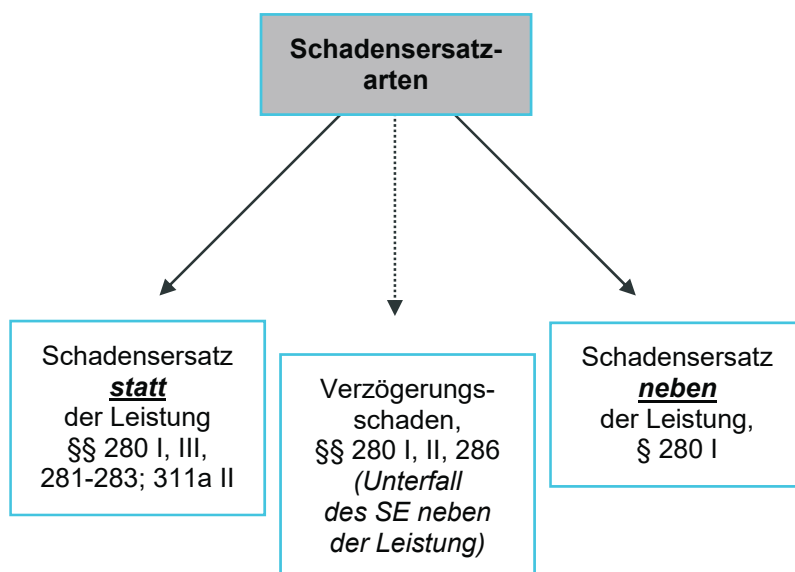 Schadensersatz-
arten
Schadensersatz
statt
der Leistung
§§ 280 I, III,
281-283; 311a II
Verzögerungs-
schaden,
§§ 280 I, II, 286
(Unterfall
des SE neben
der Leistung)
Schadensersatz
neben
der Leistung,
§ 280 I